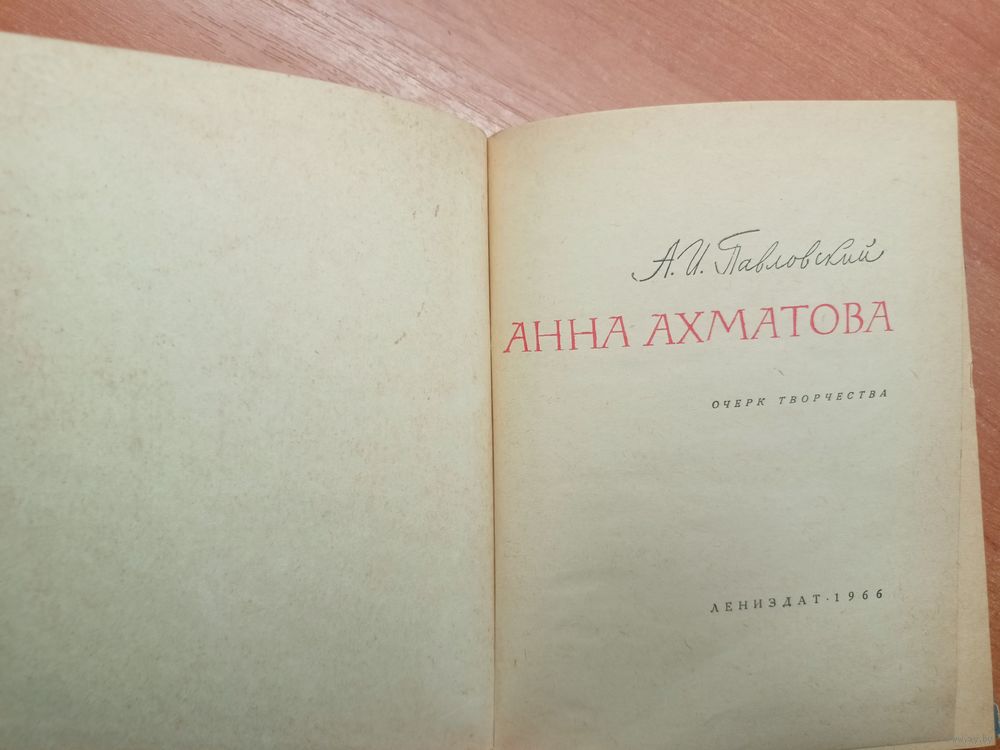 А. И. Павловский
АННА АХМАТОВА
ОЧЕРК ТВОРЧЕСТВА
ЛЕНИЗДАТ · 1966